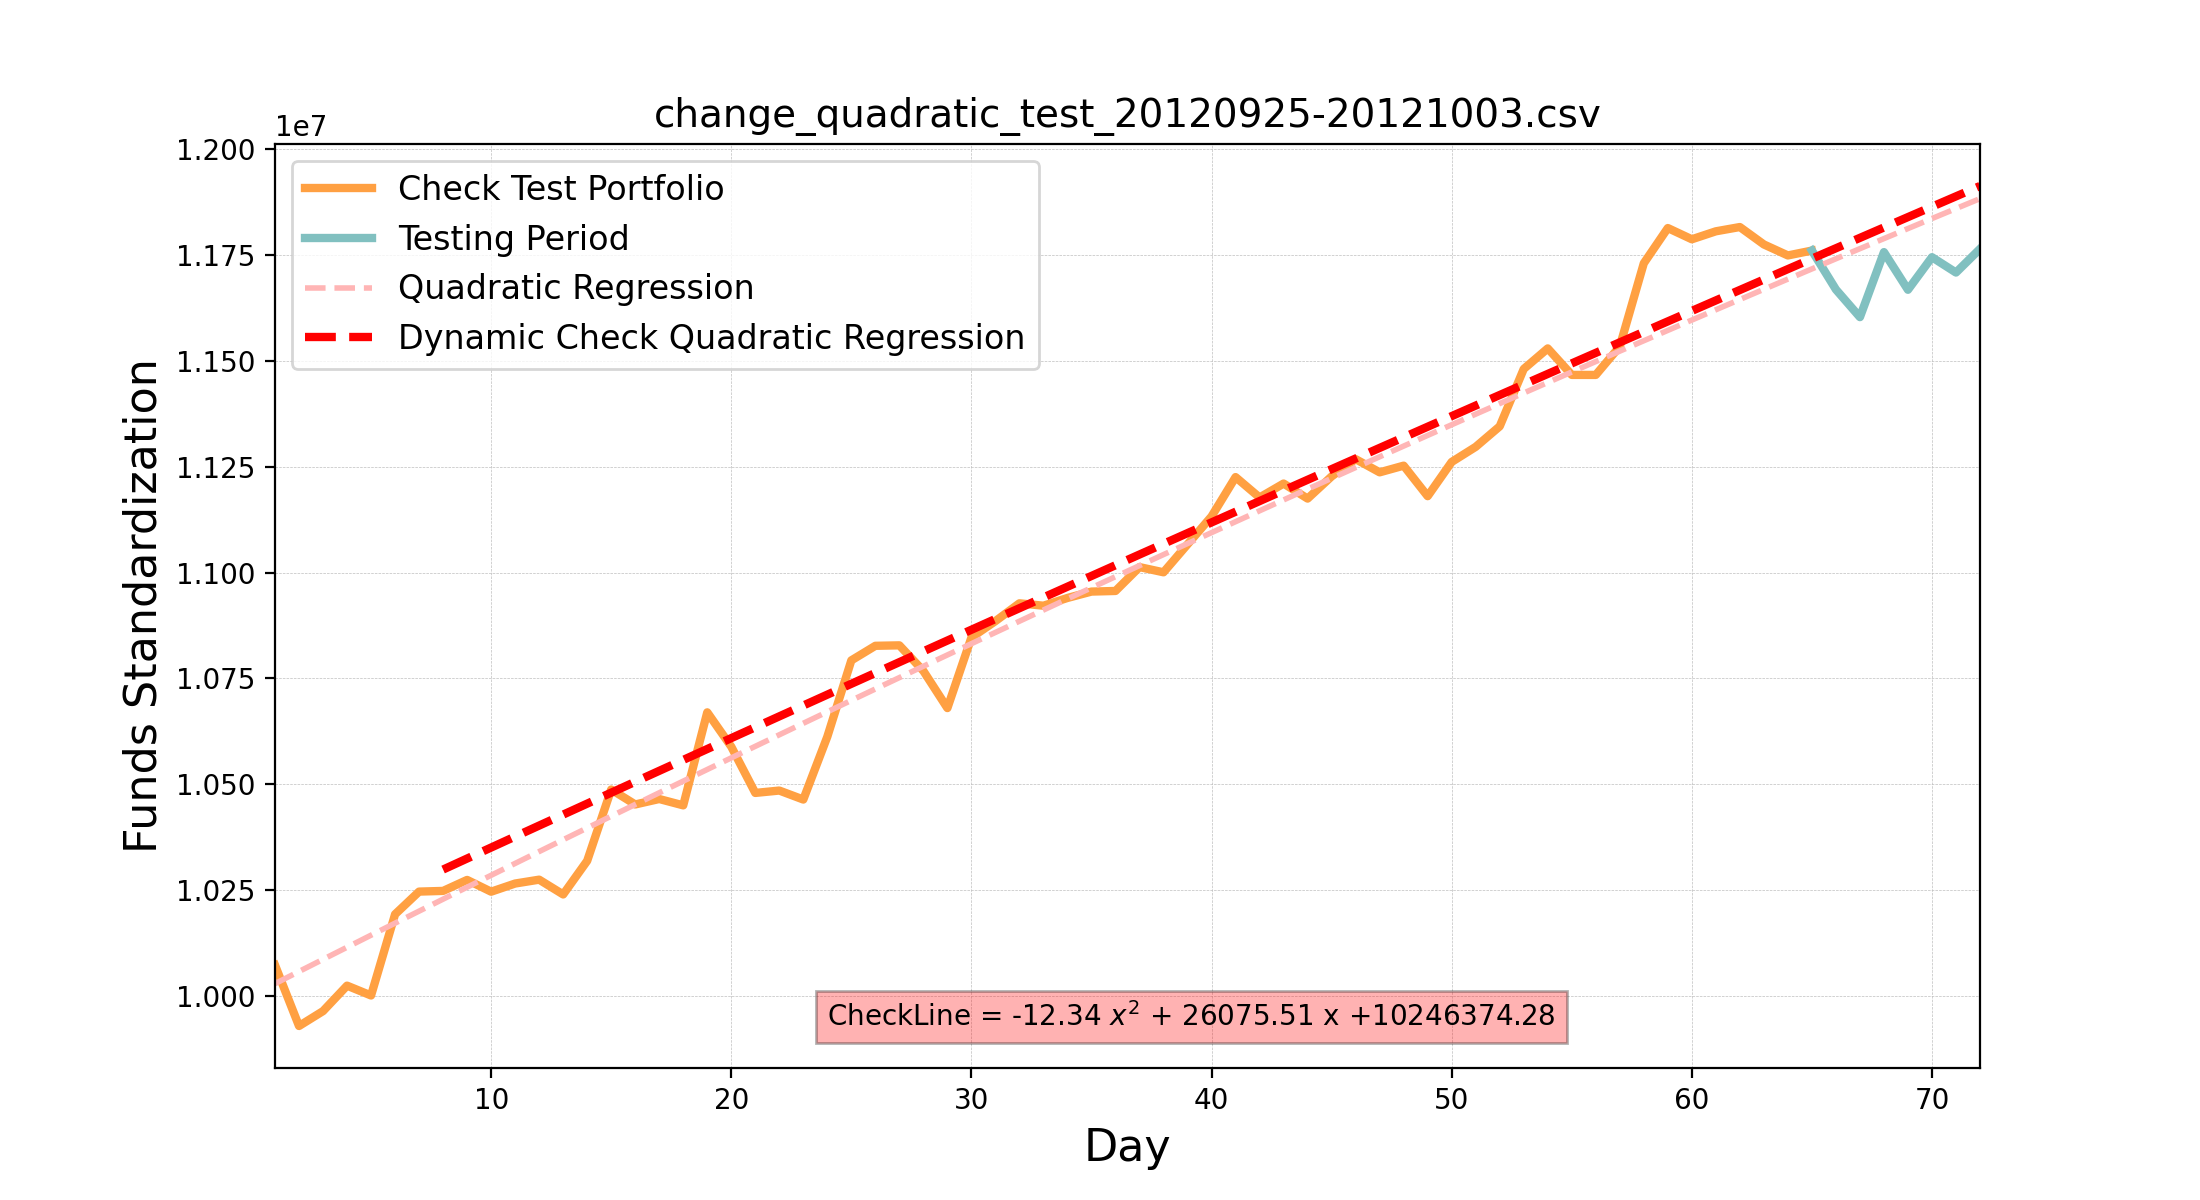 change_quadratic_test_20120925-20121003.csv
1e7
1.200
1.175
1.150
1.125
1.100
1.075
1.050
1.025
1.000
Funds Standardization
Check Test Portfolio
Testing Period
Quadratic Regression
Dynamic Check Quadratic Regression
CheckLine = -12.34 x² + 26075.51 x +10246374.28
10 20 30 40 50 60 70
Day